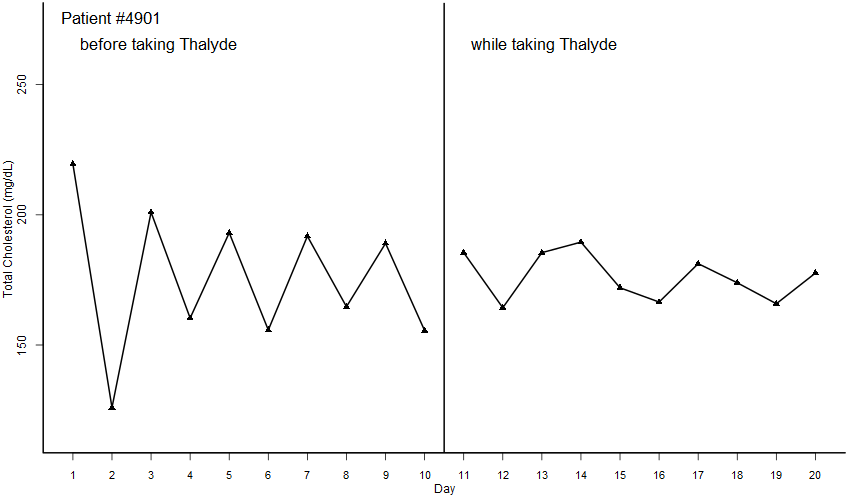 Patient #4901
before taking Thalyde
while taking Thalyde
Total Cholesterol (mg/dL)
250
200
150
1 2 3 4 5 6 7 8 9 10 11 12 13 14 15 16 17 18 19 20
Day